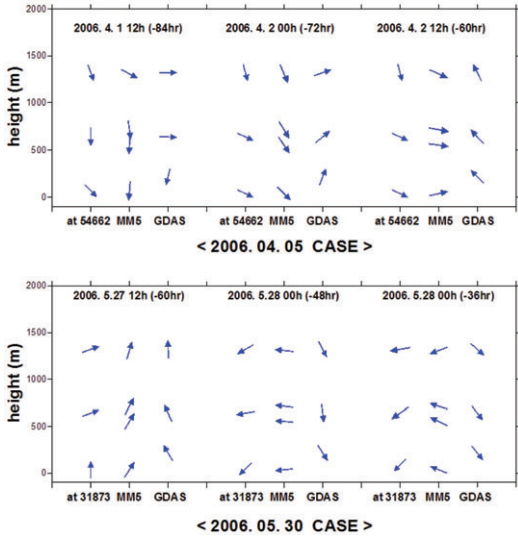 2000
2006. 4. 1 12h (-84hr) 2006. 4. 2 00h (-72hr) 2006. 4. 2 12h (-60hr)
1500
height (m)
1000
500
0
at 54662 MM5 GDAS at 54662 MM5 GDAS at 54662 MM5 GDAS
< 2006. 04. 05 CASE >
2000
2006. 5.27 12h (-60hr) 2006. 5.28 00h (-48hr) 2006. 5.28 00h (-36hr)
1500
height (m)
1000
500
0
at 31873 MM5 GDAS at 31873 MM5 GDAS at 31873 MM5 GDAS
< 2006. 05. 30 CASE >